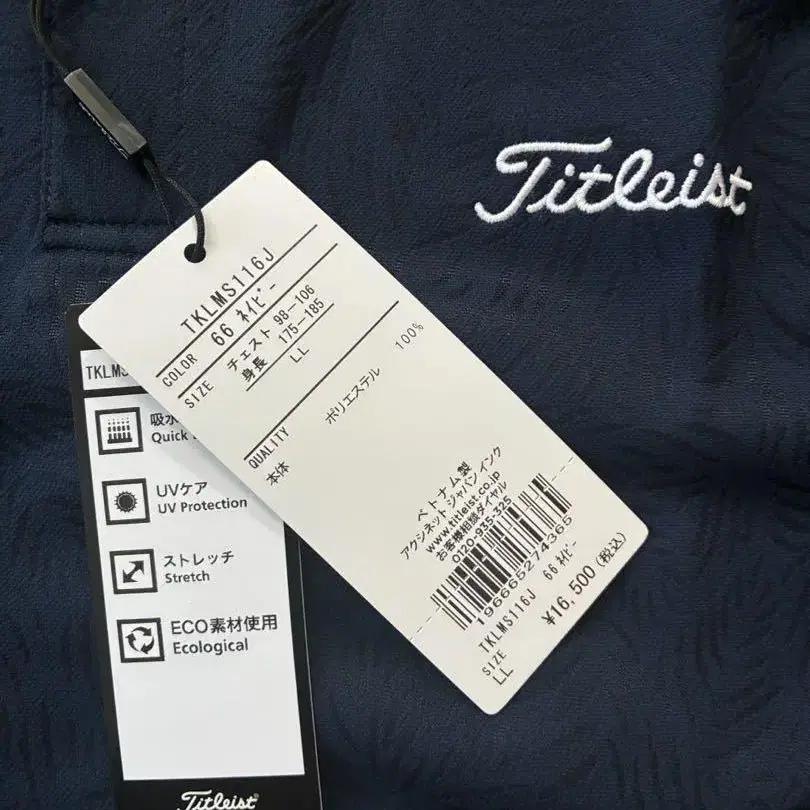 Titleist
TKLMS116J
COLOR 66 ﾈｲﾋﾞｰ
SIZE チェスト 98-106
身長 175-185
LL
QUALITY
本体 ポリエステル 100%
ベトナム製
アクシネットジャパンインク
www.titleist.co.jp
お客様相談ダイヤル
0120-935-325
196665274365
TKLMS116J 66 ﾈｲﾋﾞｰ
SIZE
LL
¥16,500(税込)
TKLMS
吸水
Quick
UVケア
UV Protection
ストレッチ
Stretch
ECO素材使用
Ecological
Titleist®